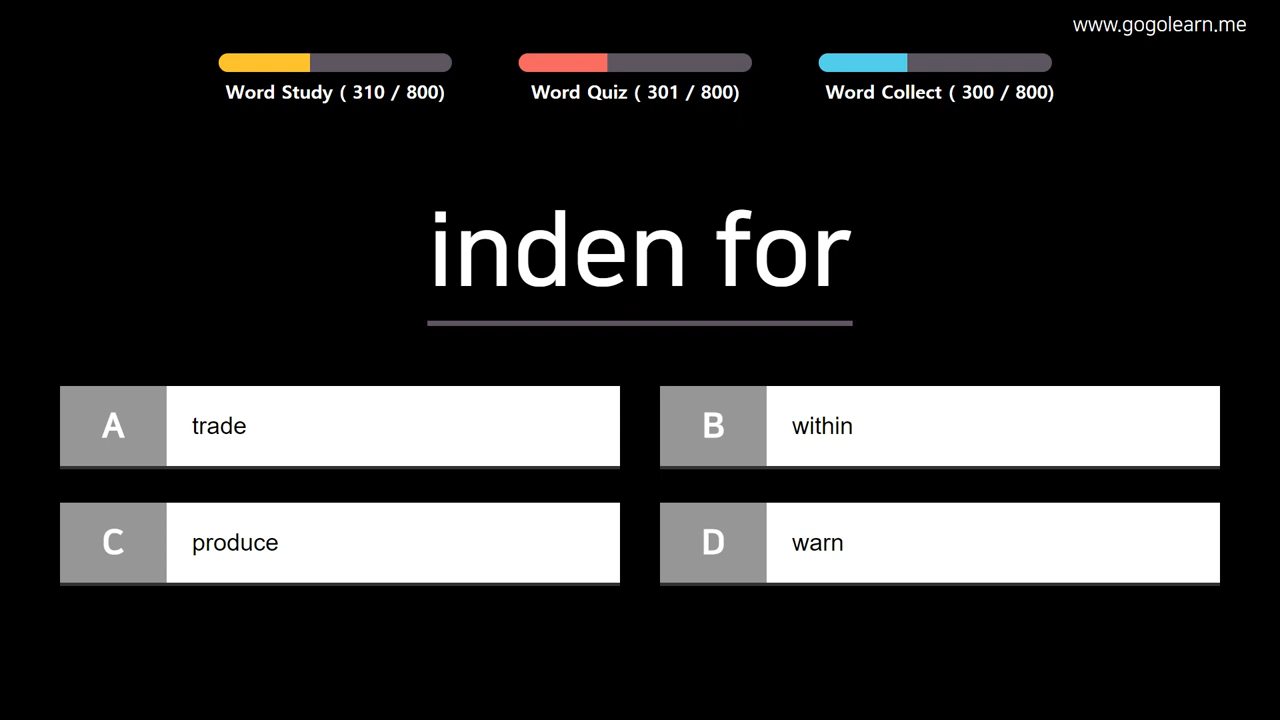 www.gogolearn.me
Word Study ( 310 / 800)
Word Quiz ( 301 / 800)
Word Collect ( 300 / 800)
inden for
A trade
B within
C produce
D warn